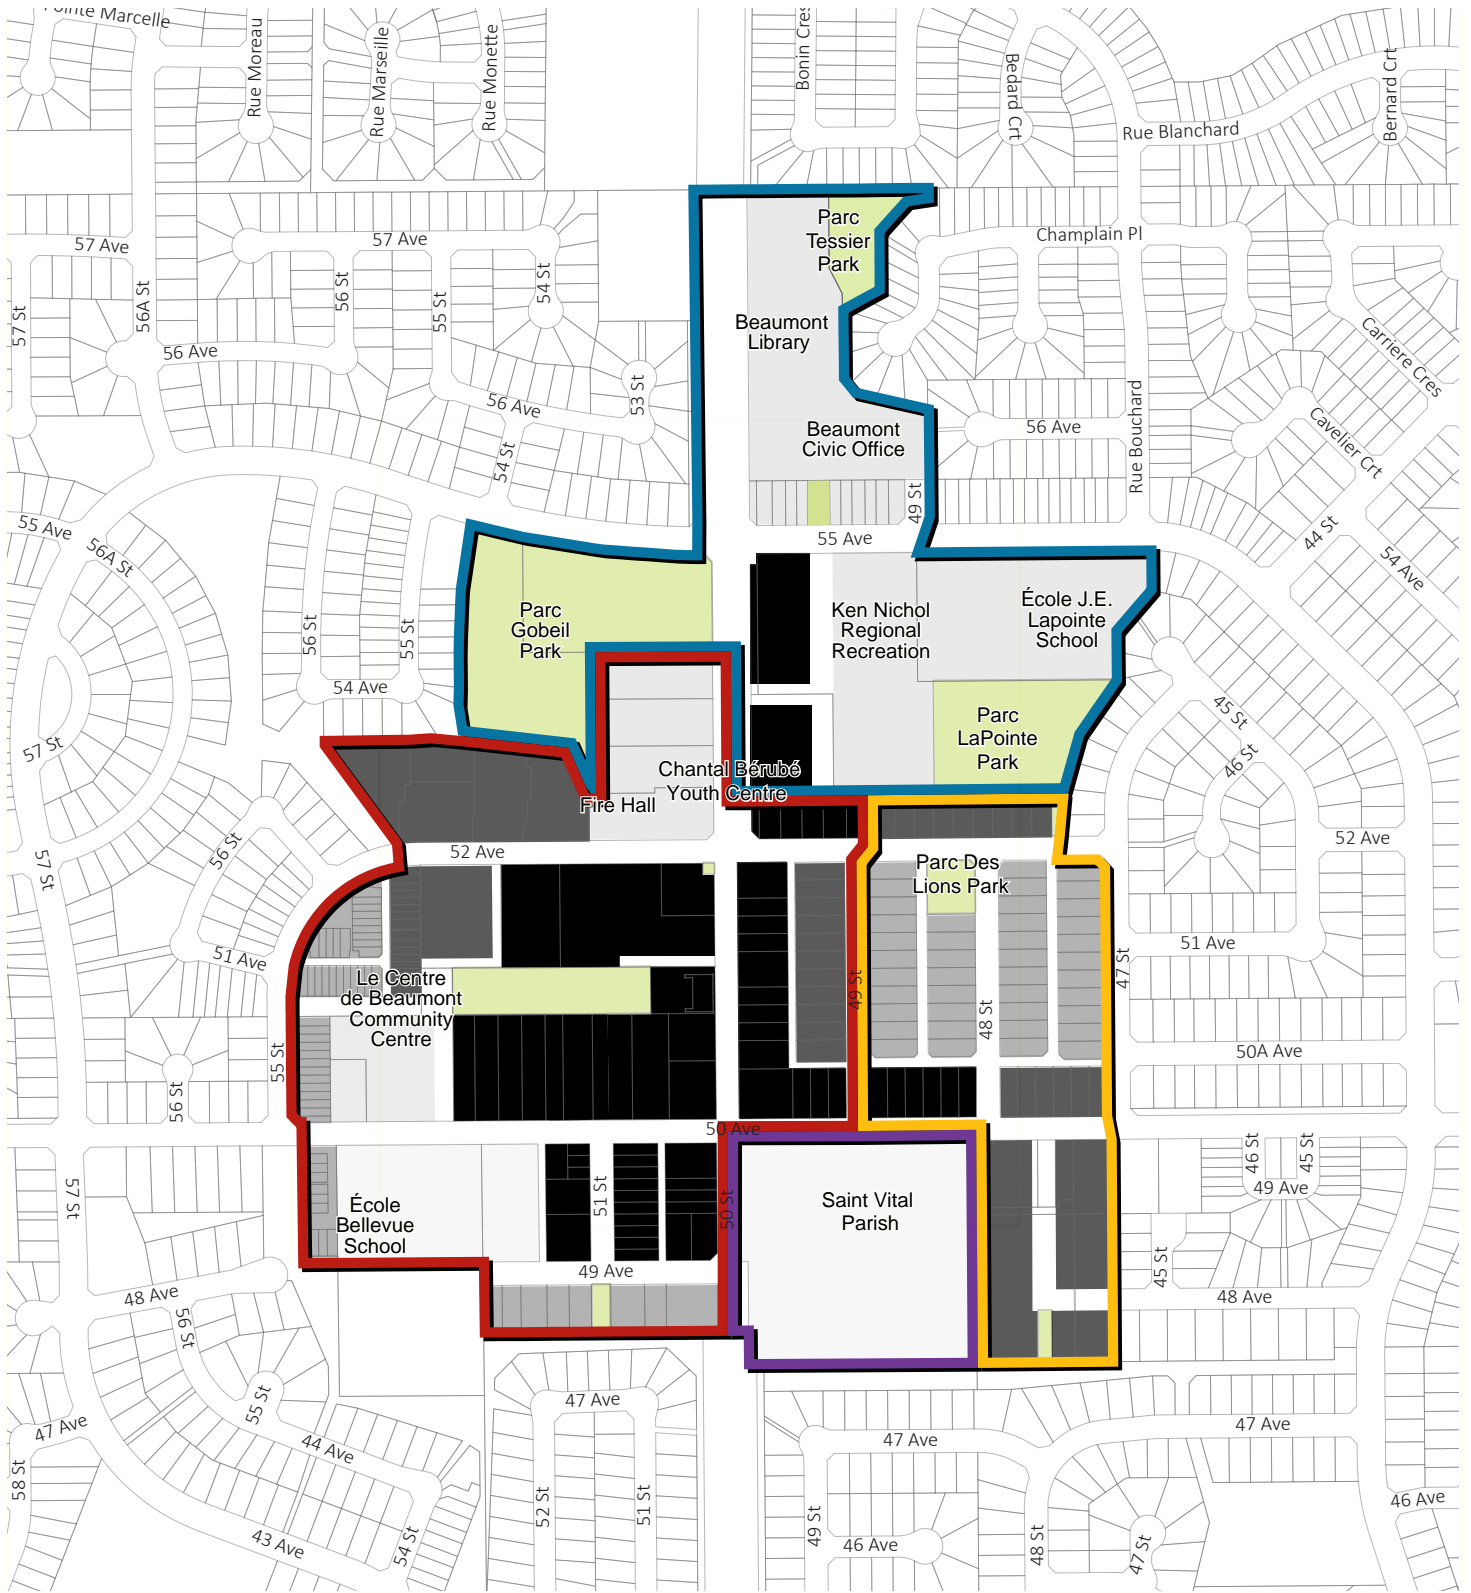 Pointe Marcelle
Rue Moreau
Rue Marseille
Rue Monette
Bonin Cres
Bedard Crt
Rue Blanchard
Bernard Crt
57 Ave
57 Ave
Champlain Pl
Parc
Tessier
Park
57 St
56A St
56 St
55 St
54 St
56 Ave
53 St
56 Ave
54 St
Beaumont
Library
Carriere Cres
Rue Bouchard
56 Ave
Cavelier Crt
Beaumont
Civic Office
49 St
55 Ave
55 Ave
56A St
44 St
54 Ave
56 St
55 St
54 Ave
Parc
Gobeil
Park
Ken Nichol
Regional
Recreation
École J.E.
Lapointe
School
Parc
LaPointe
Park
45 St
46 St
57 St
Chantal Bérubé
Youth Centre
Fire Hall
52 Ave
52 Ave
57 St
56 St
Parc Des
Lions Park
51 Ave
51 Ave
47 St
49 St
48 St
Le Centre
de Beaumont
Community
Centre
50A Ave
55 St
56 St
50 Ave
46 St
45 St
49 Ave
57 St
51 St
50 St
École
Bellevue
School
Saint Vital
Parish
45 St
49 Ave
48 Ave
48 Ave
56 St
55 St
47 Ave
47 Ave
47 Ave
47 Ave
44 Ave
58 St
52 St
51 St
49 St
48 St
47 St
46 Ave
46 Ave
43 Ave
54 St